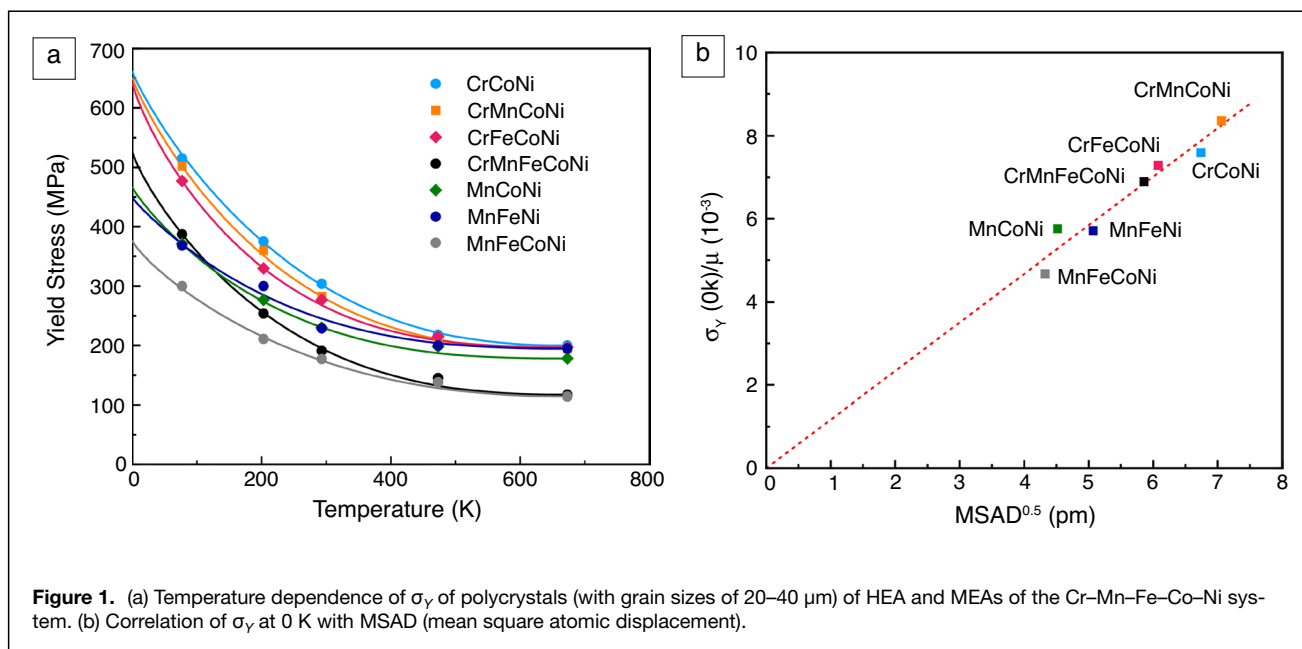 a
700
600
500
400
300
200
100
0
Yield Stress (MPa)
0
200
400
600
800
Temperature (K)
CrCoNi
CrMnCoNi
CrFeCoNi
CrMnFeCoNi
MnCoNi
MnFeNi
MnFeCoNi
b
10
8
6
4
2
0
σY (0k)/μ (10-3)
0
1
2
3
4
5
6
7
8
MSAD0.5 (pm)
CrMnCoNi
CrFeCoNi
CrCoNi
CrMnFeCoNi
MnCoNi
MnFeNi
MnFeCoNi
Figure 1. (a) Temperature dependence of σY of polycrystals (with grain sizes of 20–40 μm) of HEA and MEAs of the Cr–Mn–Fe–Co–Ni sys-
tem. (b) Correlation of σY at 0 K with MSAD (mean square atomic displacement).